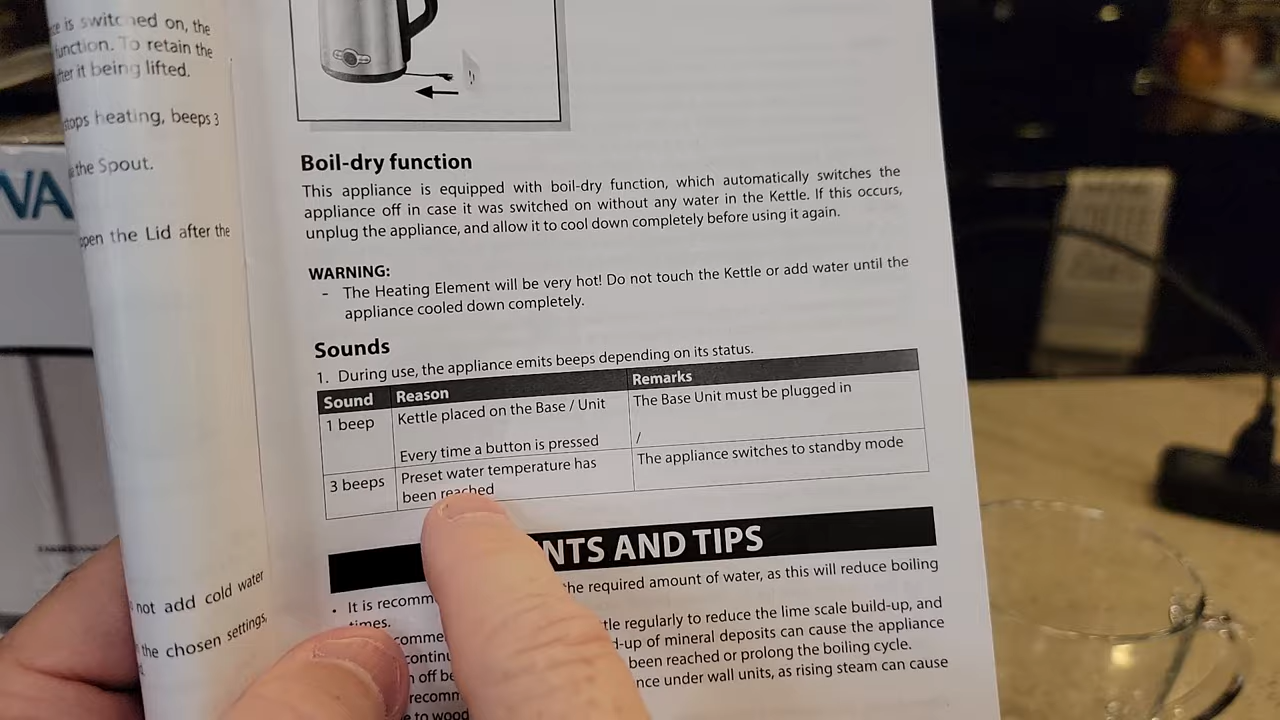 is switched on, the
function. To retain the
after it being lifted.
stops heating, beeps 3
the Spout.
open the Lid after the
not add cold water
the chosen settings,
VA
Boil-dry function
This appliance is equipped with boil-dry function, which automatically switches the
appliance off in case it was switched on without any water in the Kettle. If this occurs,
unplug the appliance, and allow it to cool down completely before using it again.
WARNING:
- The Heating Element will be very hot! Do not touch the Kettle or add water until the
appliance cooled down completely.
Sounds
1. During use, the appliance emits beeps depending on its status.
Sound Reason Remarks
1 beep Kettle placed on the Base / Unit The Base Unit must be plugged in
Every time a button is pressed /
3 beeps Preset water temperature has The appliance switches to standby mode
been reached
NTS AND TIPS
• It is recomm the required amount of water, as this will reduce boiling
times.
comme tle regularly to reduce the lime scale build-up, and
continu d-up of mineral deposits can cause the appliance
off be been reached or prolong the boiling cycle.
recomm nce under wall units, as rising steam can cause
to wood